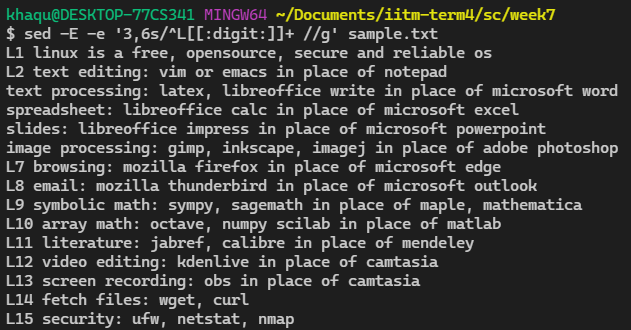 khaqu@DESKTOP-77CS341 MINGW64 ~/Documents/iitm-term4/sc/week7
$ sed -E -e '3,6s/^L[[:digit:]]+ //g' sample.txt
L1 linux is a free, opensource, secure and reliable os
L2 text editing: vim or emacs in place of notepad
text processing: latex, libreoffice write in place of microsoft word
spreadsheet: libreoffice calc in place of microsoft excel
slides: libreoffice impress in place of microsoft powerpoint
image processing: gimp, inkscape, imagej in place of adobe photoshop
L7 browsing: mozilla firefox in place of microsoft edge
L8 email: mozilla thunderbird in place of microsoft outlook
L9 symbolic math: sympy, sagemath in place of maple, mathematica
L10 array math: octave, numpy scilab in place of matlab
L11 literature: jabref, calibre in place of mendeley
L12 video editing: kdenlive in place of camtasia
L13 screen recording: obs in place of camtasia
L14 fetch files: wget, curl
L15 security: ufw, netstat, nmap